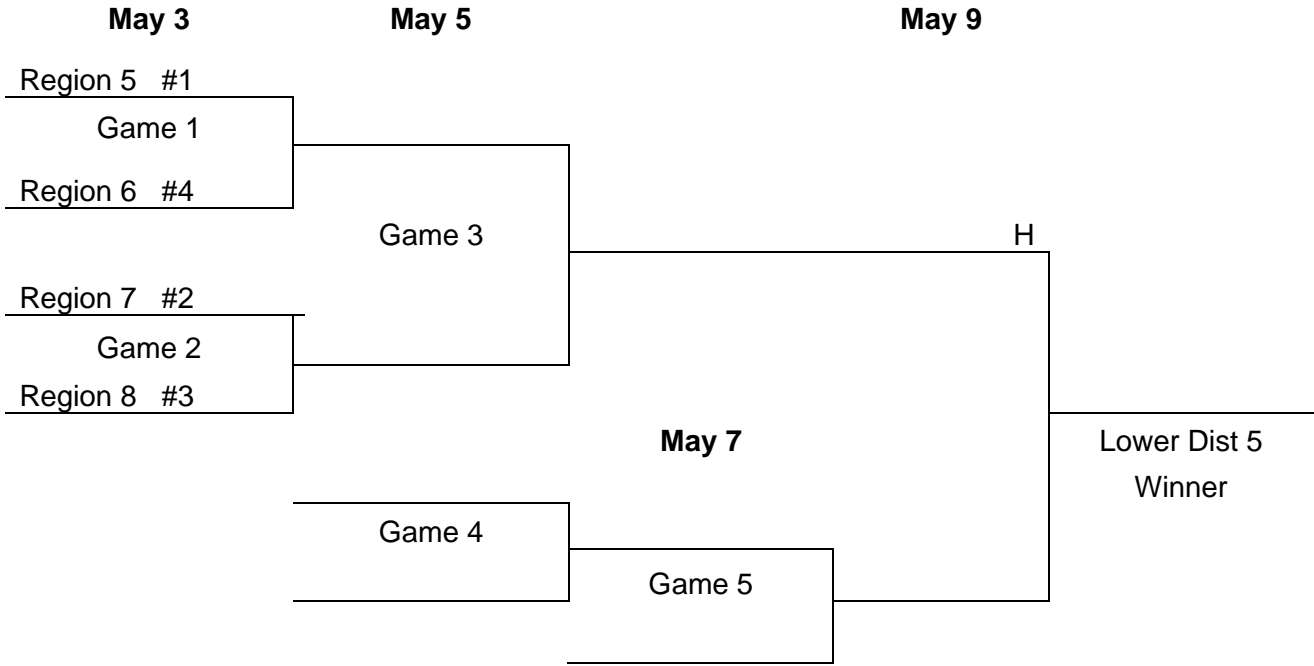 May 3 May 5 May 9
Region 5 #1
Game 1
Region 6 #4
Game 3 H
Region 7 #2
Game 2
Region 8 #3
May 7 Lower Dist 5
Winner
Game 4
Game 5